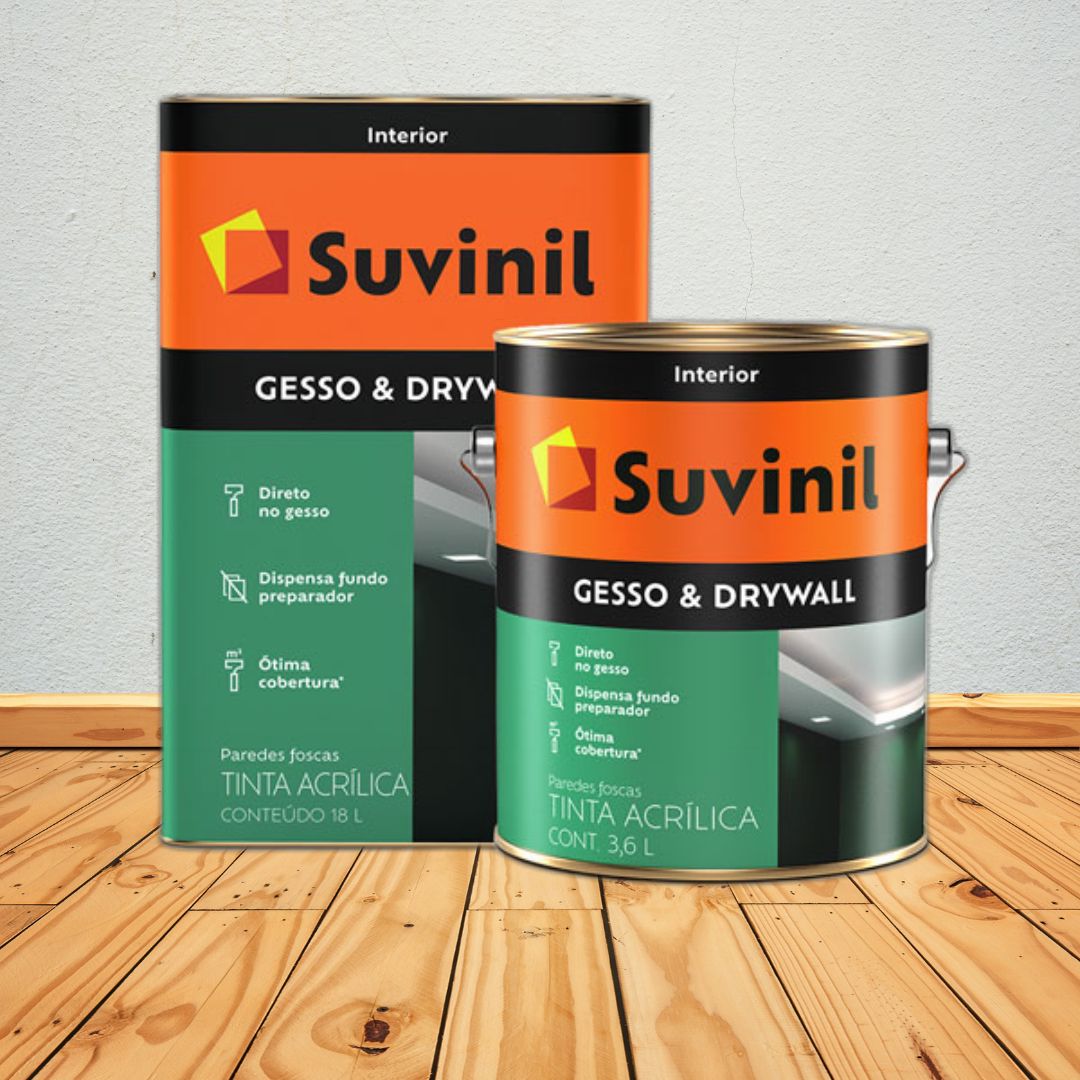 Interior
Suvinil
GESSO & DRYW
Direto
no gesso
Dispensa fundo
preparador
m²
Ótima
cobertura*
Paredes foscas
TINTA ACRÍLICA
CONTEÚDO 18 L
Interior
Suvinil
GESSO & DRYWALL
Direto
no gesso
Dispensa fundo
preparador
Ótima
cobertura*
Paredes foscas
TINTA ACRÍLICA
CONT. 3,6 L